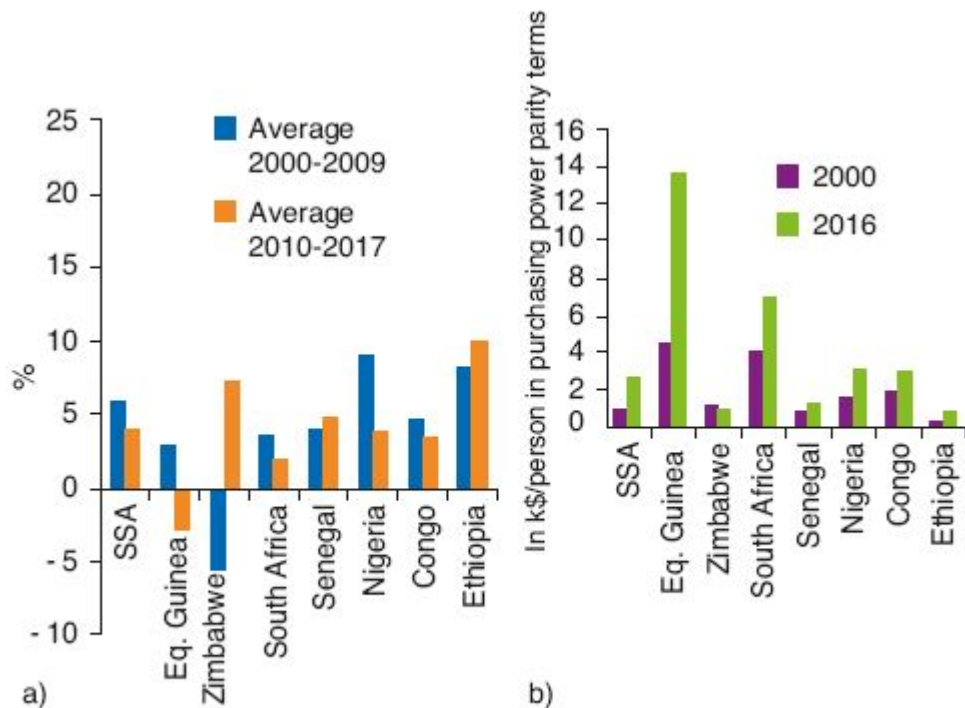 25
20
15
10
5
0
- 5
- 10
%
Average
2000-2009
Average
2010-2017
SSA
Eq. Guinea
Zimbabwe
South Africa
Senegal
Nigeria
Congo
Ethiopia
a)
In k$/person in purchasing power parity terms
16
14
12
10
8
6
4
2
0
2000
2016
SSA
Eq. Guinea
Zimbabwe
South Africa
Senegal
Nigeria
Congo
Ethiopia
b)